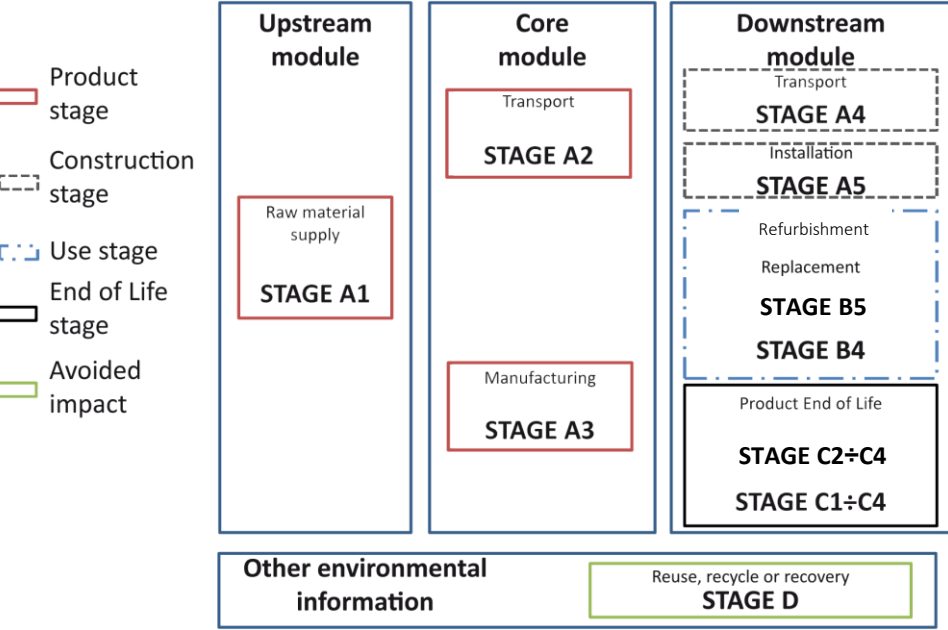 Product
stage
Construction
stage
Use stage
End of Life
stage
Avoided
impact
Upstream
module
Raw material
supply
STAGE A1
Core
module
Transport
STAGE A2
Manufacturing
STAGE A3
Downstream
module
Transport
STAGE A4
Installation
STAGE A5
Refurbishment
Replacement
STAGE B5
STAGE B4
Product End of Life
STAGE C2÷C4
STAGE C1÷C4
Other environmental
information
Reuse, recycle or recovery
STAGE D